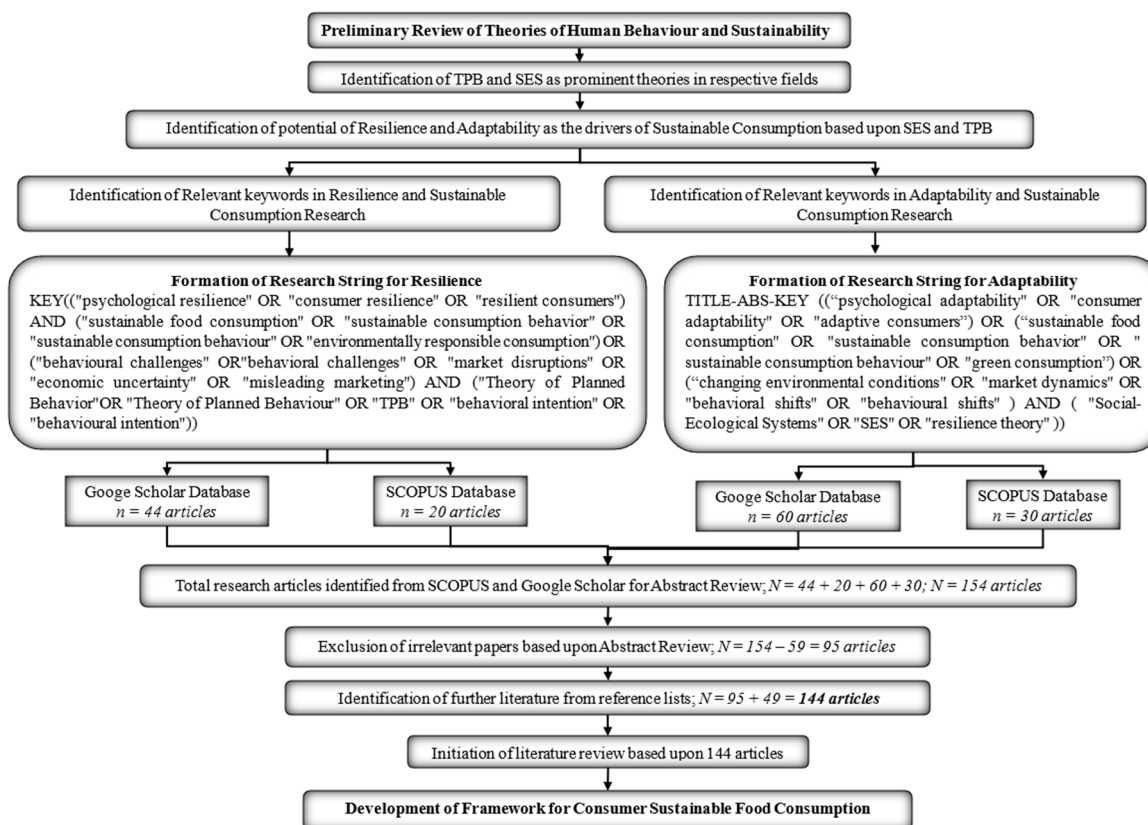 Preliminary Review of Theories of Human Behaviour and Sustainability
Identification of TPB and SES as prominent theories in respective fields
Identification of potential of Resilience and Adaptability as the drivers of Sustainable Consumption based upon SES and TPB
Identification of Relevant keywords in Resilience and Sustainable
Consumption Research
Identification of Relevant keywords in Adaptability and Sustainable
Consumption Research
Formation of Research String for Resilience
KEY(("psychological resilience" OR "consumer resilience" OR "resilient consumers")
AND ("sustainable food consumption" OR "sustainable consumption behavior" OR
"sustainable consumption behaviour" OR "environmentally responsible consumption") OR
("behavioural challenges" OR"behavioral challenges" OR "market disruptions" OR
"economic uncertainty" OR "misleading marketing") AND ("Theory of Planned
Behavior"OR "Theory of Planned Behaviour" OR "TPB" OR "behavioral intention" OR
"behavioural intention"))
Formation of Research String for Adaptability
TITLE-ABS-KEY ((“psychological adaptability" OR "consumer
adaptability" OR "adaptive consumers”) OR (“sustainable food
consumption" OR "sustainable consumption behavior" OR "
sustainable consumption behaviour" OR "green consumption”) OR
(“changing environmental conditions" OR "market dynamics" OR
"behavioral shifts" OR "behavioural shifts" ) AND ( "Social-
Ecological Systems" OR "SES" OR "resilience theory" ))
Googe Scholar Database
n = 44 articles
SCOPUS Database
n = 20 articles
Googe Scholar Database
n = 60 articles
SCOPUS Database
n = 30 articles
Total research articles identified from SCOPUS and Google Scholar for Abstract Review; N = 44 + 20 + 60 + 30; N = 154 articles
Exclusion of irrelevant papers based upon Abstract Review; N = 154 – 59 = 95 articles
Identification of further literature from reference lists; N = 95 + 49 = 144 articles
Initiation of literature review based upon 144 articles
Development of Framework for Consumer Sustainable Food Consumption